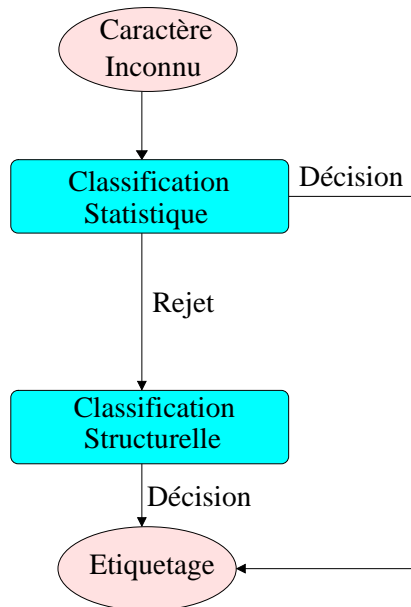 Caractère
Inconnu
Classification
Statistique
Décision
Rejet
Classification
Structurelle
Décision
Etiquetage